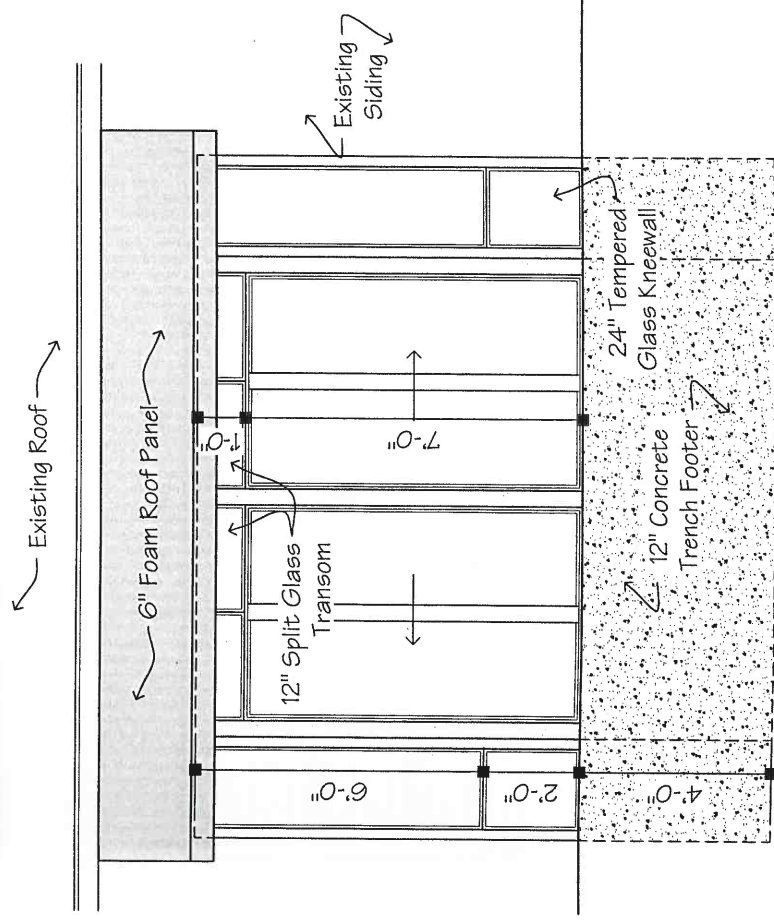 Existing Roof
6" Foam Roof Panel
Existing
Siding
12" Split Glass
Transom
1'-0"
7'-0"
6'-0"
2'-0"
4'-0"
24" Tempered
Glass Kneewall
12" Concrete
Trench Footer